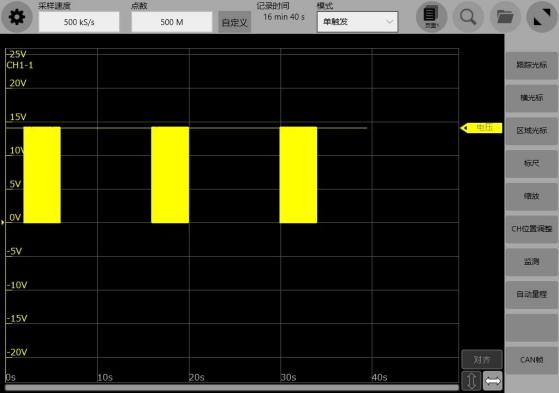 采样速度 点数 记录时间 模式
500 kS/s 500 M 自定义 16 min 40 s 单触发
页面1
25V
CH1-1
20V
15V
电压
10V
5V
0V
-5V
-10V
-15V
-20V
0s 10s 20s 30s 40s
跟踪光标
横光标
区域光标
标尺
缩放
CH位置调整
监测
自动量程
对齐
CAN帧